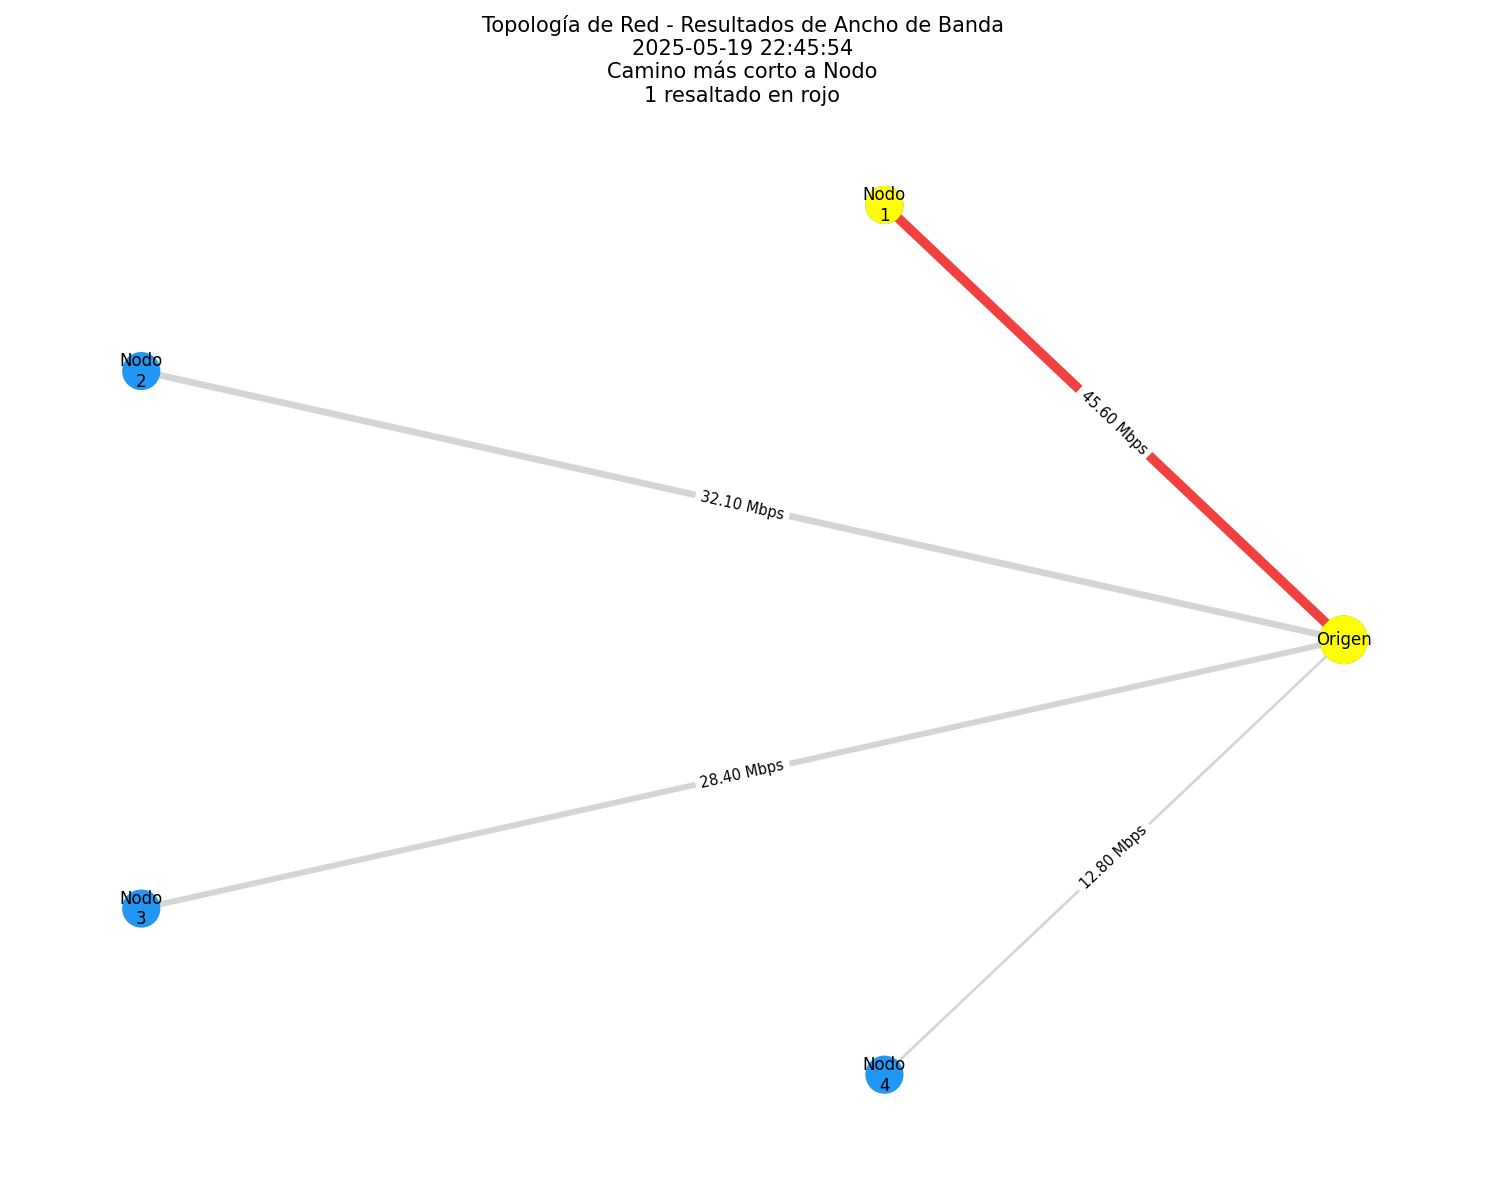 Topología de Red - Resultados de Ancho de Banda
2025-05-19 22:45:54
Camino más corto a Nodo
1 resaltado en rojo
Nodo
1
Nodo
2
45.60 Mbps
32.10 Mbps
Origen
28.40 Mbps
12.80 Mbps
Nodo
3
Nodo
4